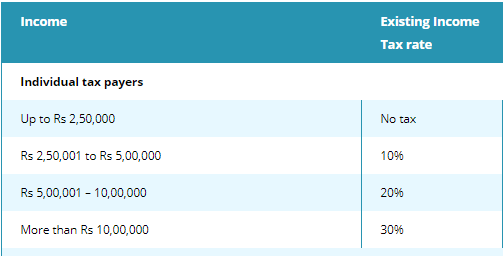 Income Existing Income
Tax rate
Individual tax payers
Up to Rs 2,50,000 No tax
Rs 2,50,001 to Rs 5,00,000 10%
Rs 5,00,001 – 10,00,000 20%
More than Rs 10,00,000 30%